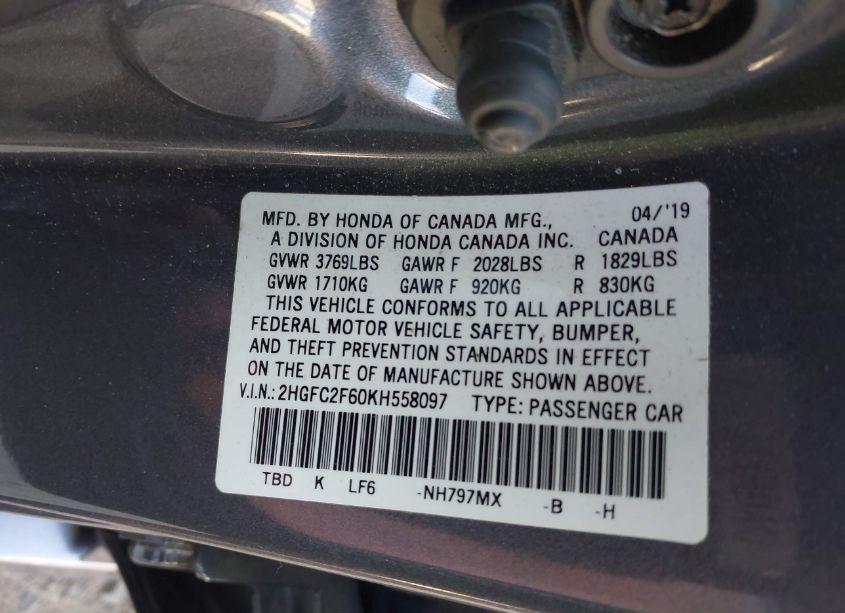 MFD. BY HONDA OF CANADA MFG., 04/'19
A DIVISION OF HONDA CANADA INC. CANADA
GVWR 3769LBS GAWR F 2028LBS R 1829LBS
GVWR 1710KG GAWR F 920KG R 830KG
THIS VEHICLE CONFORMS TO ALL APPLICABLE
FEDERAL MOTOR VEHICLE SAFETY, BUMPER,
AND THEFT PREVENTION STANDARDS IN EFFECT
ON THE DATE OF MANUFACTURE SHOWN ABOVE.
V.I.N.: 2HGFC2F60KH558097 TYPE: PASSENGER CAR
TBD K LF6 -NH797MX -B -H